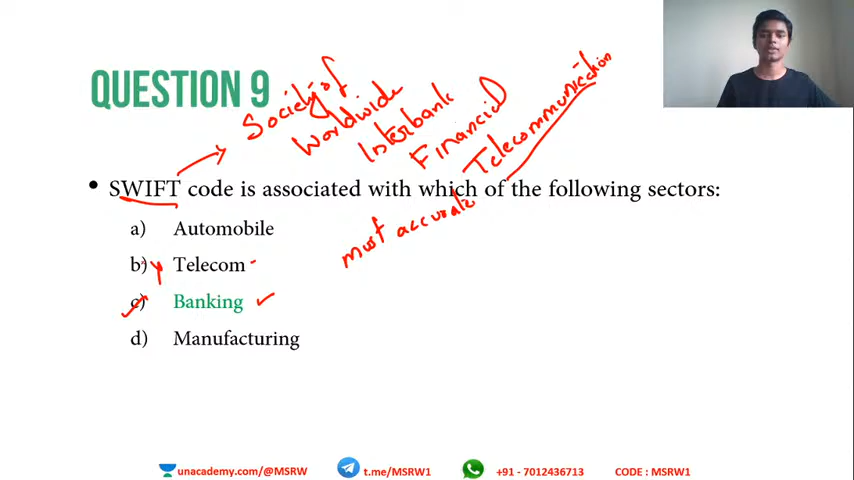 QUESTION 9
Society of
Worldwide
Interbank
Financial
Telecommunication
• SWIFT code is associated with which of the following sectors:
most accurate
a) Automobile
b) Telecom
c) Banking
d) Manufacturing
unacademy.com/@MSRW t.me/MSRW1 +91 - 7012436713 CODE : MSRW1